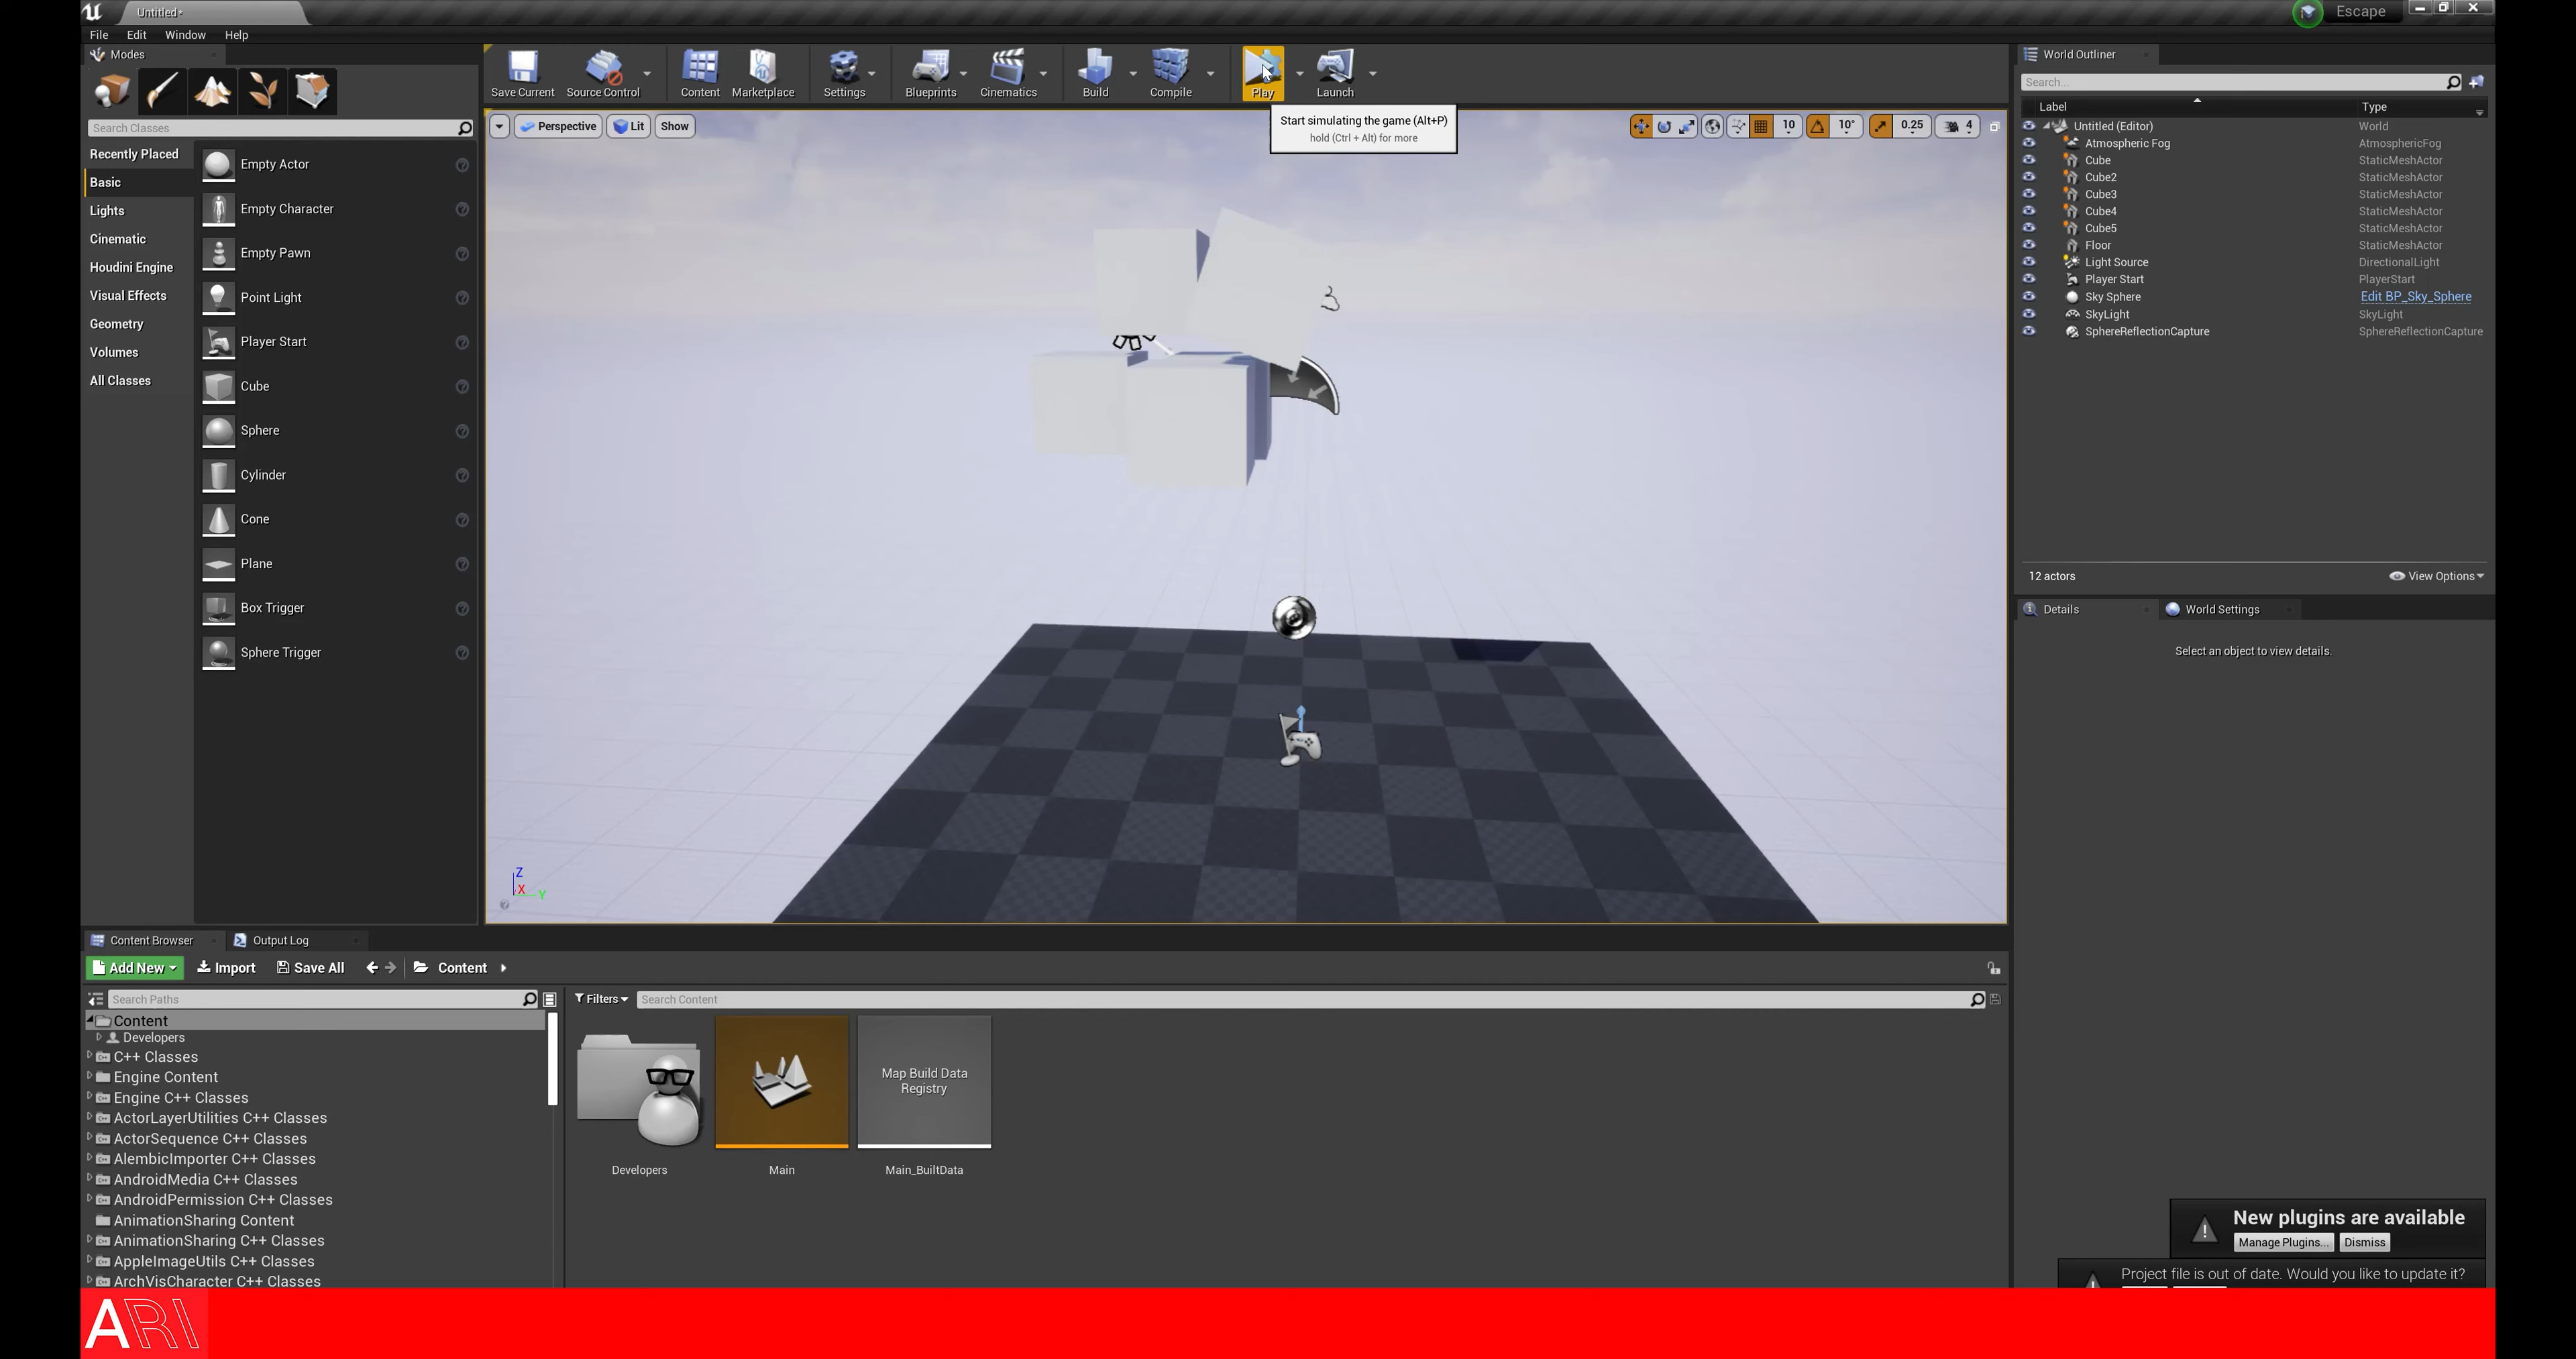 Untitled*
Escape
File Edit Window Help
Modes
Save Current Source Control Content Marketplace Settings Blueprints Cinematics Build Compile Play Launch
Start simulating the game (Alt+P)
hold (Ctrl + Alt) for more
Search Classes
Recently Placed
Basic
Lights
Cinematic
Houdini Engine
Visual Effects
Geometry
Volumes
All Classes
Empty Actor
Empty Character
Empty Pawn
Point Light
Player Start
Cube
Sphere
Cylinder
Cone
Plane
Box Trigger
Sphere Trigger
Perspective Lit Show
10 10° 0.25 4
Z
X Y
World Outliner
Search...
Label Type
Untitled (Editor) World
Atmospheric Fog AtmosphericFog
Cube StaticMeshActor
Cube2 StaticMeshActor
Cube3 StaticMeshActor
Cube4 StaticMeshActor
Cube5 StaticMeshActor
Floor StaticMeshActor
Light Source DirectionalLight
Player Start PlayerStart
Sky Sphere Edit BP_Sky_Sphere
SkyLight SkyLight
SphereReflectionCapture SphereReflectionCapture
12 actors View Options
Details World Settings
Select an object to view details.
Content Browser Output Log
Add New Import Save All Content
Search Paths
Filters Search Content
Content
Developers
C++ Classes
Engine Content
Engine C++ Classes
ActorLayerUtilities C++ Classes
ActorSequence C++ Classes
AlembicImporter C++ Classes
AndroidMedia C++ Classes
AndroidPermission C++ Classes
AnimationSharing Content
AnimationSharing C++ Classes
AppleImageUtils C++ Classes
ArchVisCharacter C++ Classes
Map Build Data
Registry
Developers Main Main_BuiltData
New plugins are available
Manage Plugins... Dismiss
Project file is out of date. Would you like to update it?
ARI